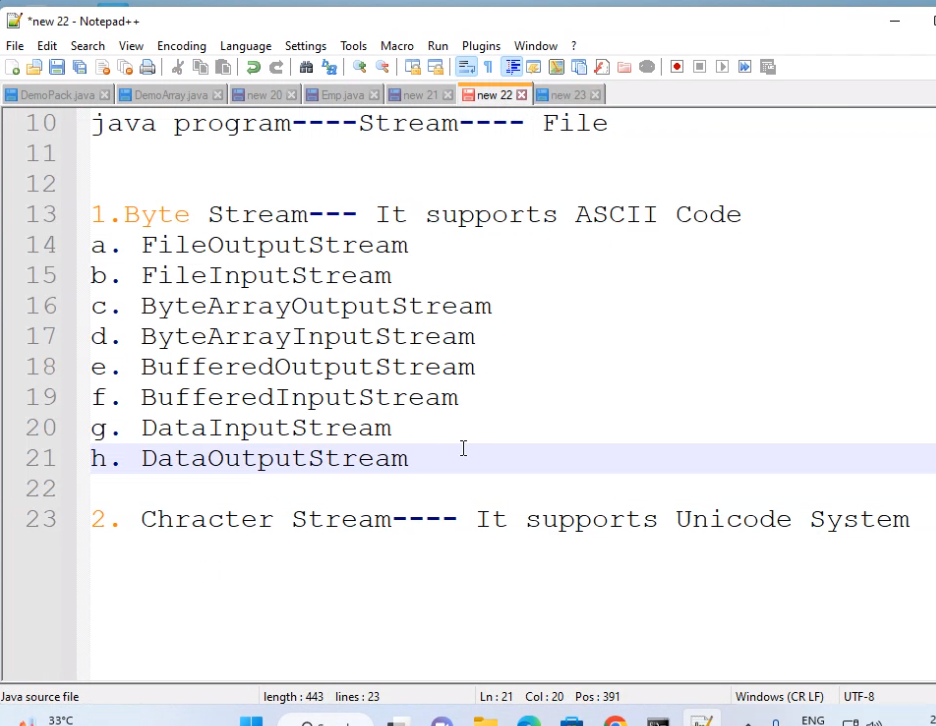 *new 22 - Notepad++
File Edit Search View Encoding Language Settings Tools Macro Run Plugins Window ?
DemoPack.java DemoArray.java new 20 Emp.java new 21 new 22 new 23
10 java program----Stream---- File
11
12
13 1.Byte Stream--- It supports ASCII Code
14 a. FileOutputStream
15 b. FileInputStream
16 c. ByteArrayOutputStream
17 d. ByteArrayInputStream
18 e. BufferedOutputStream
19 f. BufferedInputStream
20 g. DataInputStream
21 h. DataOutputStream
22
23 2. Chracter Stream---- It supports Unicode System
Java source file length : 443 lines : 23 Ln : 21 Col : 20 Pos : 391 Windows (CR LF) UTF-8
33°C ENG